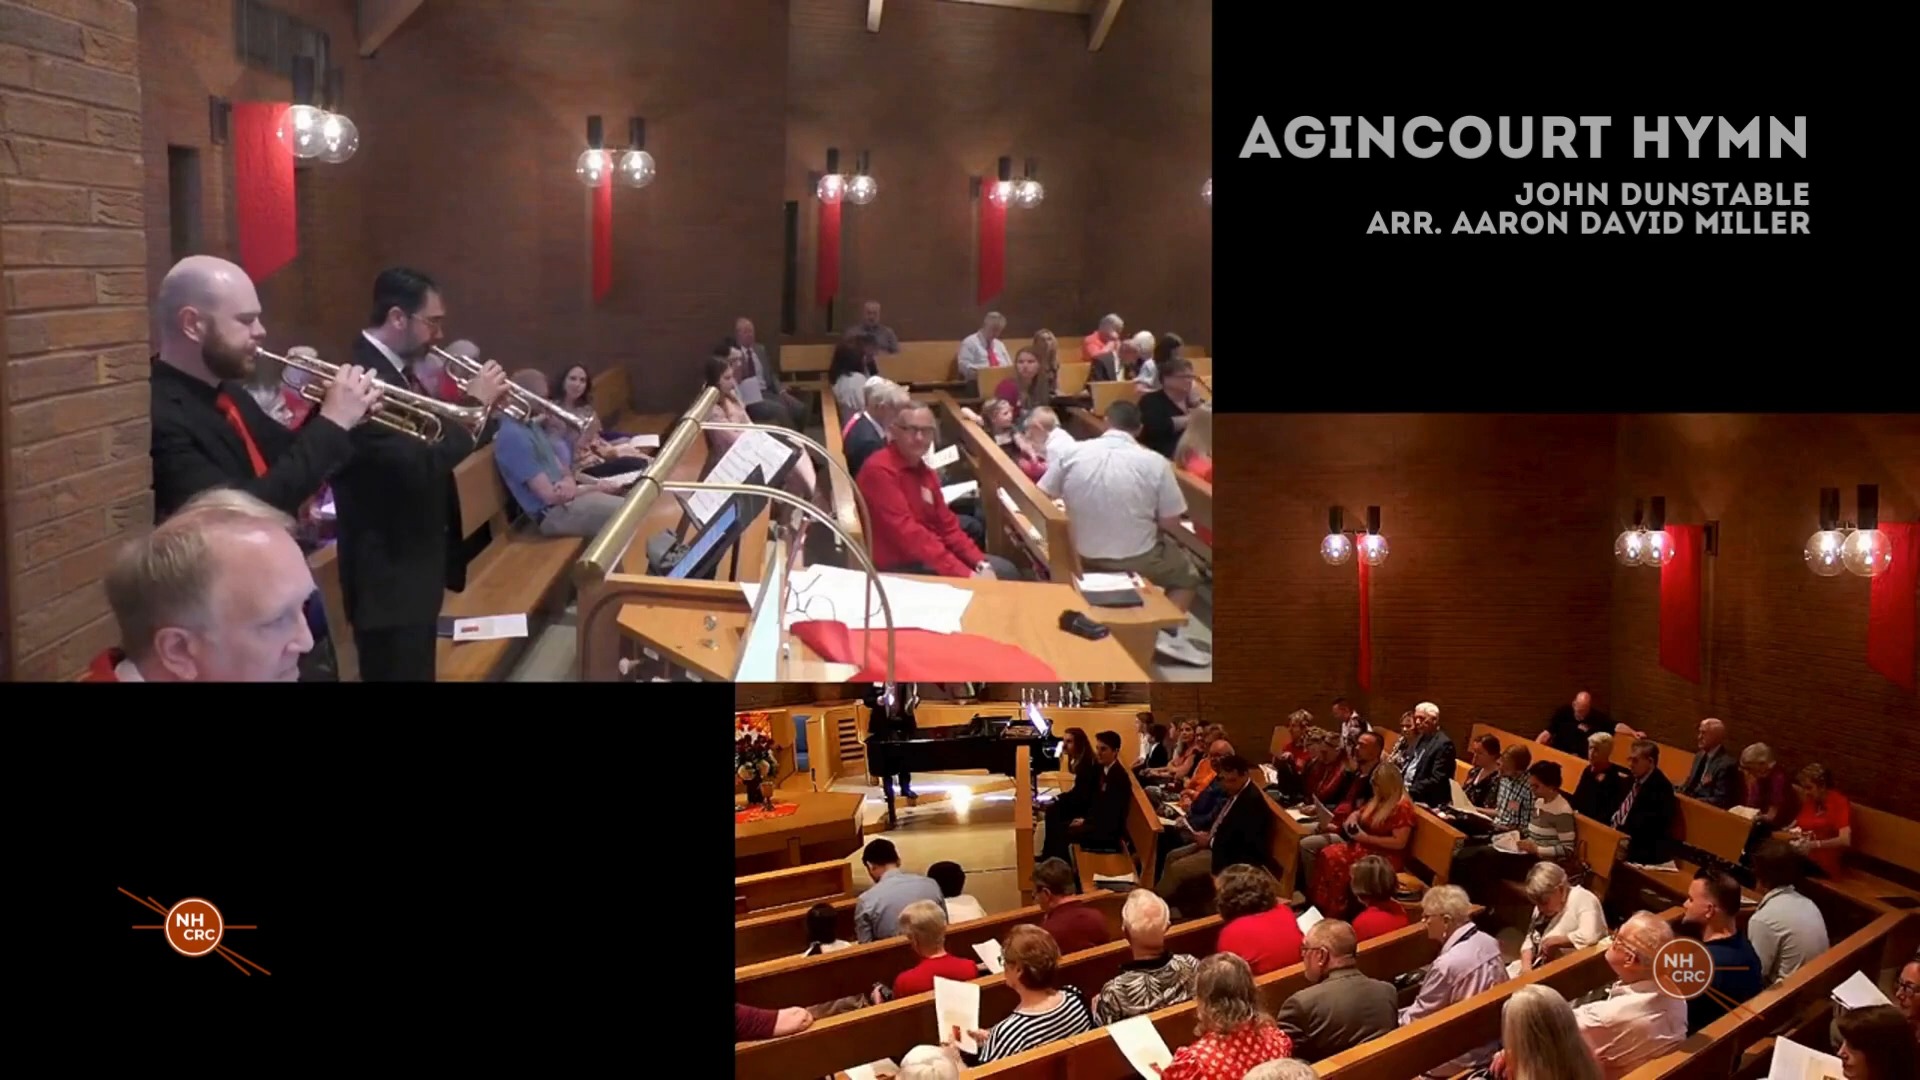 AGINCOURT HYMN
JOHN DUNSTABLE
ARR. AARON DAVID MILLER
NH
CRC
NH
CRC